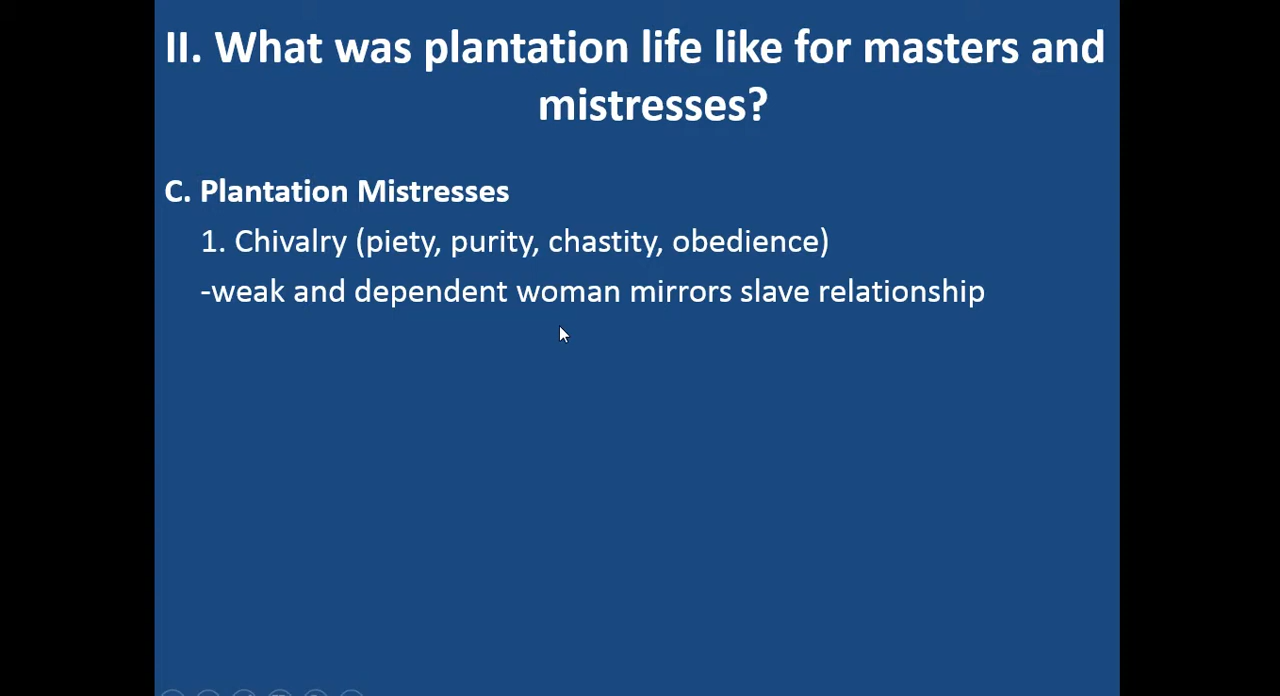 II. What was plantation life like for masters and
mistresses?
C. Plantation Mistresses
1. Chivalry (piety, purity, chastity, obedience)
-weak and dependent woman mirrors slave relationship